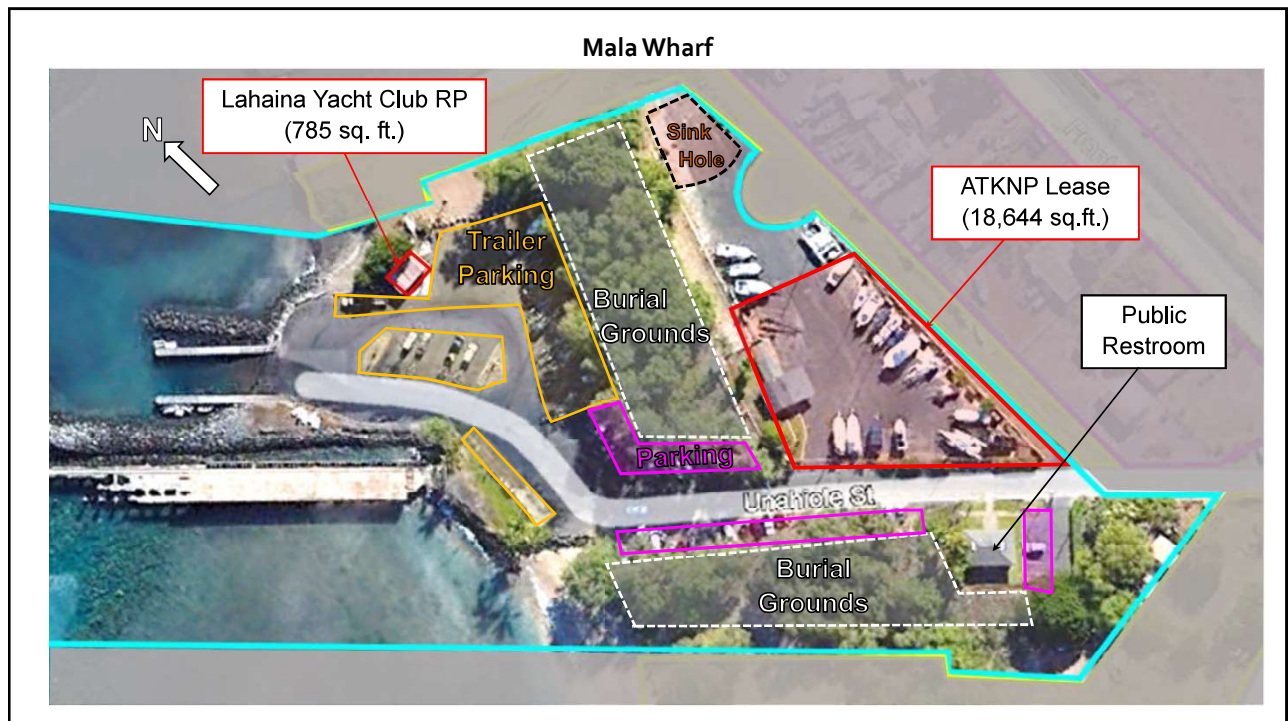 Mala Wharf
Lahaina Yacht Club RP
(785 sq. ft.)
N
Sink
Hole
ATKNP Lease
(18,644 sq.ft.)
Trailer
Parking
Burial
Grounds
Public
Restroom
Parking
Unahiole St
Burial
Grounds